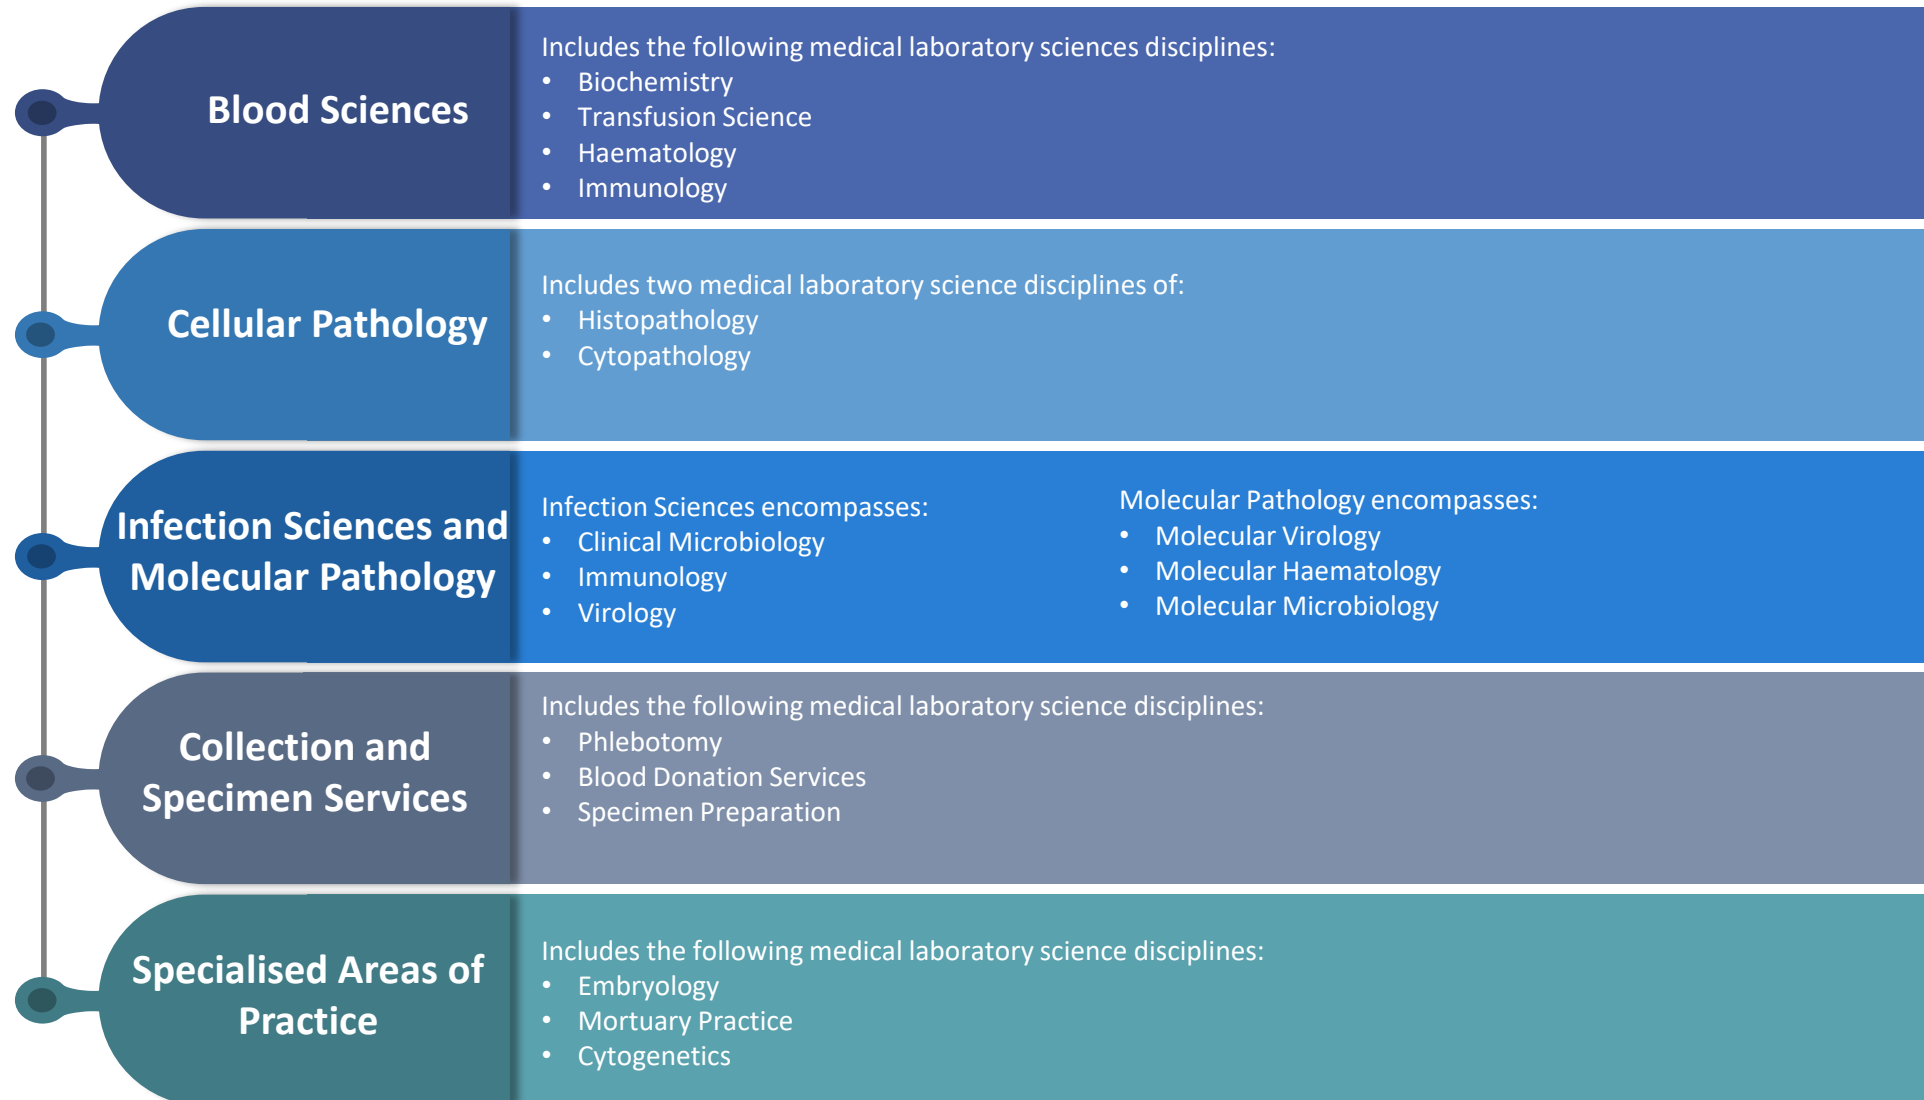 Blood Sciences
Includes the following medical laboratory sciences disciplines:
• Biochemistry
• Transfusion Science
• Haematology
• Immunology
Cellular Pathology
Includes two medical laboratory science disciplines of:
• Histopathology
• Cytopathology
Infection Sciences and
Molecular Pathology
Infection Sciences encompasses:
• Clinical Microbiology
• Immunology
• Virology
Molecular Pathology encompasses:
• Molecular Virology
• Molecular Haematology
• Molecular Microbiology
Collection and
Specimen Services
Includes the following medical laboratory science disciplines:
• Phlebotomy
• Blood Donation Services
• Specimen Preparation
Specialised Areas of
Practice
Includes the following medical laboratory science disciplines:
• Embryology
• Mortuary Practice
• Cytogenetics